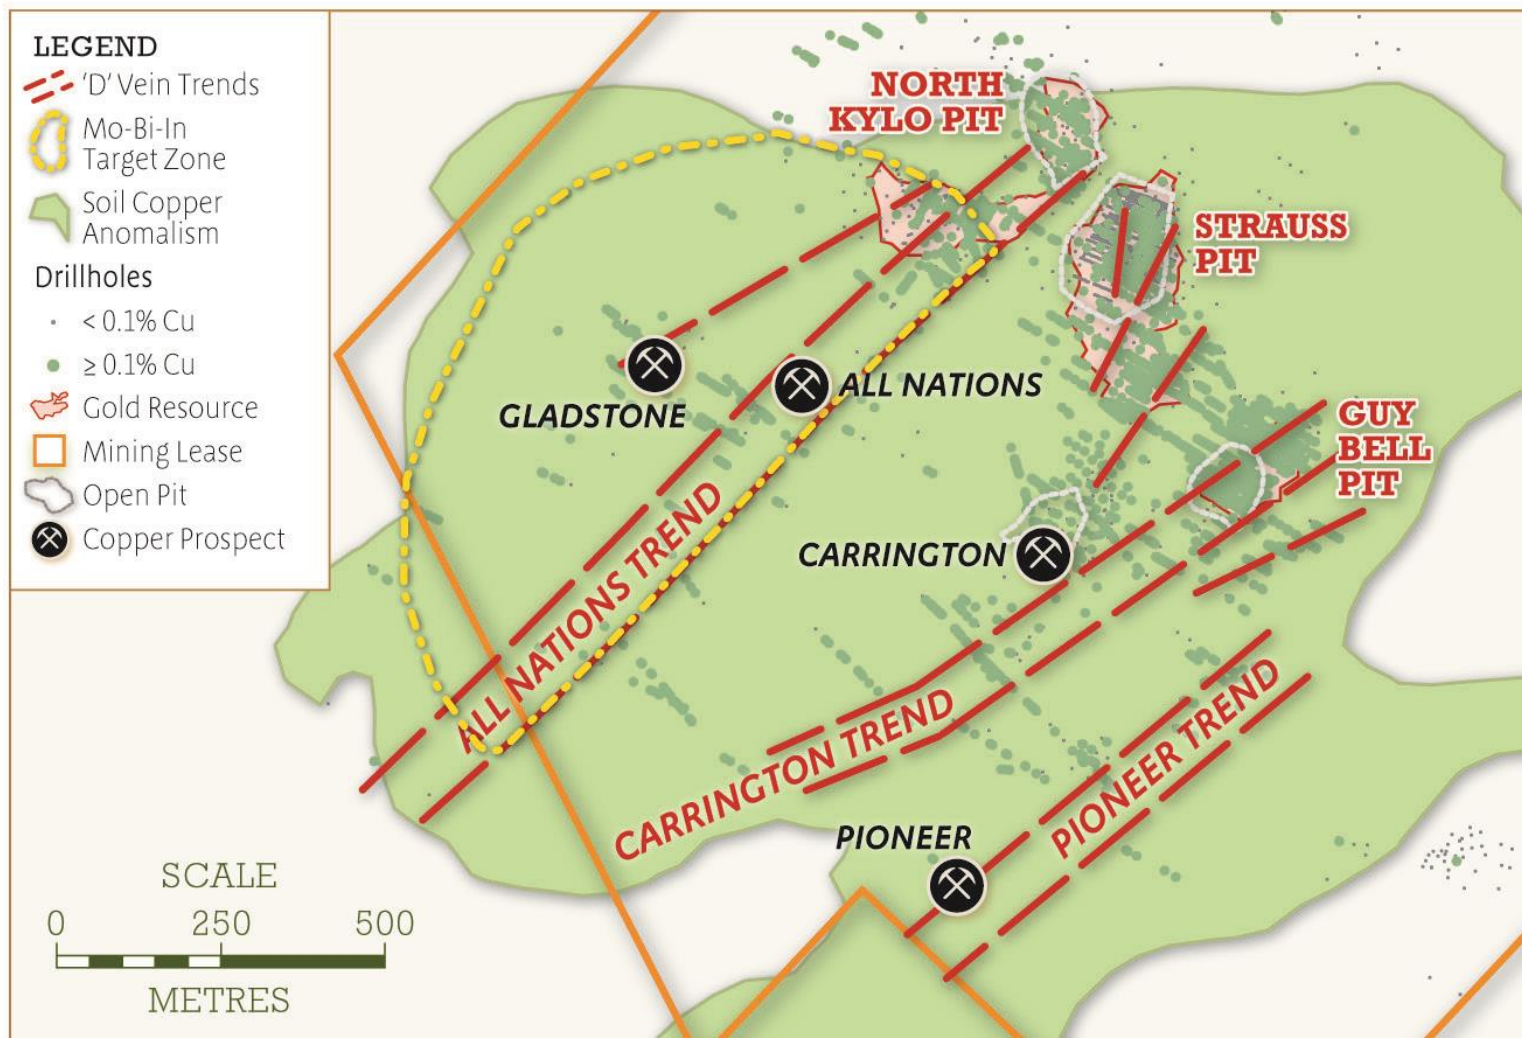 LEGEND
'D' Vein Trends
Mo-Bi-In
Target Zone
Soil Copper
Anomalism
Drillholes
< 0.1% Cu
≥ 0.1% Cu
Gold Resource
Mining Lease
Open Pit
Copper Prospect
NORTH
KYLO PIT
STRAUSS
PIT
GLADSTONE
ALL NATIONS
GUY
BELL
PIT
CARRINGTON
ALL NATIONS TREND
CARRINGTON TREND
PIONEER TREND
PIONEER
SCALE
0 250 500
METRES